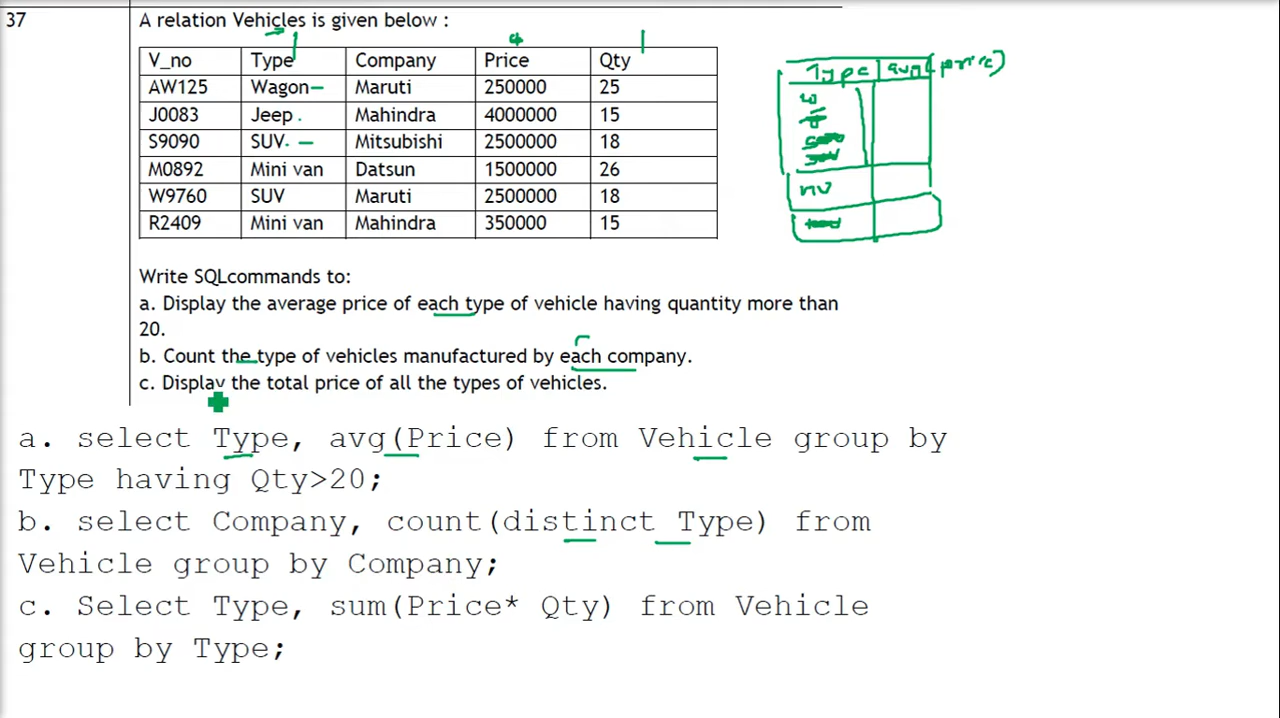 37
A relation Vehicles is given below :
V_no Type Company Price Qty
AW125 Wagon Maruti 250000 25
J0083 Jeep Mahindra 4000000 15
S9090 SUV Mitsubishi 2500000 18
M0892 Mini van Datsun 1500000 26
W9760 SUV Maruti 2500000 18
R2409 Mini van Mahindra 350000 15
Type avg(price)
W
MV
Write SQLcommands to:
a. Display the average price of each type of vehicle having quantity more than
20.
b. Count the type of vehicles manufactured by each company.
c. Display the total price of all the types of vehicles.
a. select Type, avg(Price) from Vehicle group by
Type having Qty>20;
b. select Company, count(distinct Type) from
Vehicle group by Company;
c. Select Type, sum(Price* Qty) from Vehicle
group by Type;